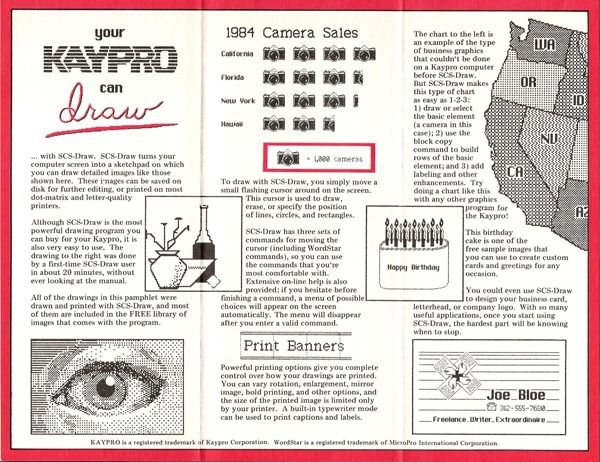 your
KAYPRO
can
draw
... with SCS-Draw. SCS-Draw turns your
computer screen into a sketchpad on which
you can draw detailed images like those
shown here. These images can be saved on
disk for further editing, or printed on most
dot-matrix and letter-quality
printers.
Although SCS-Draw is the most
powerful drawing program you
can buy for your Kaypro, it is
also very easy to use. The
drawing to the right was done
by a first-time SCS-Draw user
in about 20 minutes, without
ever looking at the manual.
All of the drawings in this pamphlet were
drawn and printed with SCS-Draw, and most
of them are included in the FREE library of
images that comes with the program.
1984 Camera Sales
California
Florida
New York
Hawaii
= 1,000 cameras
To draw with SCS-Draw, you simply move a
small flashing cursor around on the screen.
This cursor is used to draw,
erase, or specify the position
of lines, circles, and rectangles.
SCS-Draw has three sets of
commands for moving the
cursor (including WordStar
commands), so you can use
the commands that you're
most comfortable with.
Extensive on-line help is also
provided; if you hesitate before
finishing a command, a menu of possible
choices will appear on the screen
automatically. The menu will disappear
after you enter a valid command.
Print Banners
Powerful printing options give you complete
control over how your drawings are printed.
You can vary rotation, enlargement, mirror
image, bold printing, and other options, and
the size of the printed image is limited only
by your printer. A built-in typewriter mode
can be used to print captions and labels.
The chart to the left is
an example of the type
of business graphics
that couldn't be done
on a Kaypro computer
before SCS-Draw.
But SCS-Draw makes
this type of chart
as easy as 1-2-3:
1) draw or select
the basic element
(a camera in this
case); 2) use the
block copy
command to build
rows of the basic
element; and 3) add
labeling and other
enhancements. Try
doing a chart like this
with any other graphics
program for
the Kaypro!
This birthday
cake is one of the
free sample images that
you can use to create custom
cards and greetings for any
occasion.
You could even use SCS-Draw
to design your business card,
letterhead, or company logo. With so many
useful applications, once you start using
SCS-Draw, the hardest part will be knowing
when to stop.
WA
OR
ID
NV
CA
AZ
Happy Birthday
Joe Bloe
312-555-7680
Freelance Writer, Extraordinaire
KAYPRO is a registered trademark of Kaypro Corporation. WordStar is a registered trademark of MicroPro International Corporation.